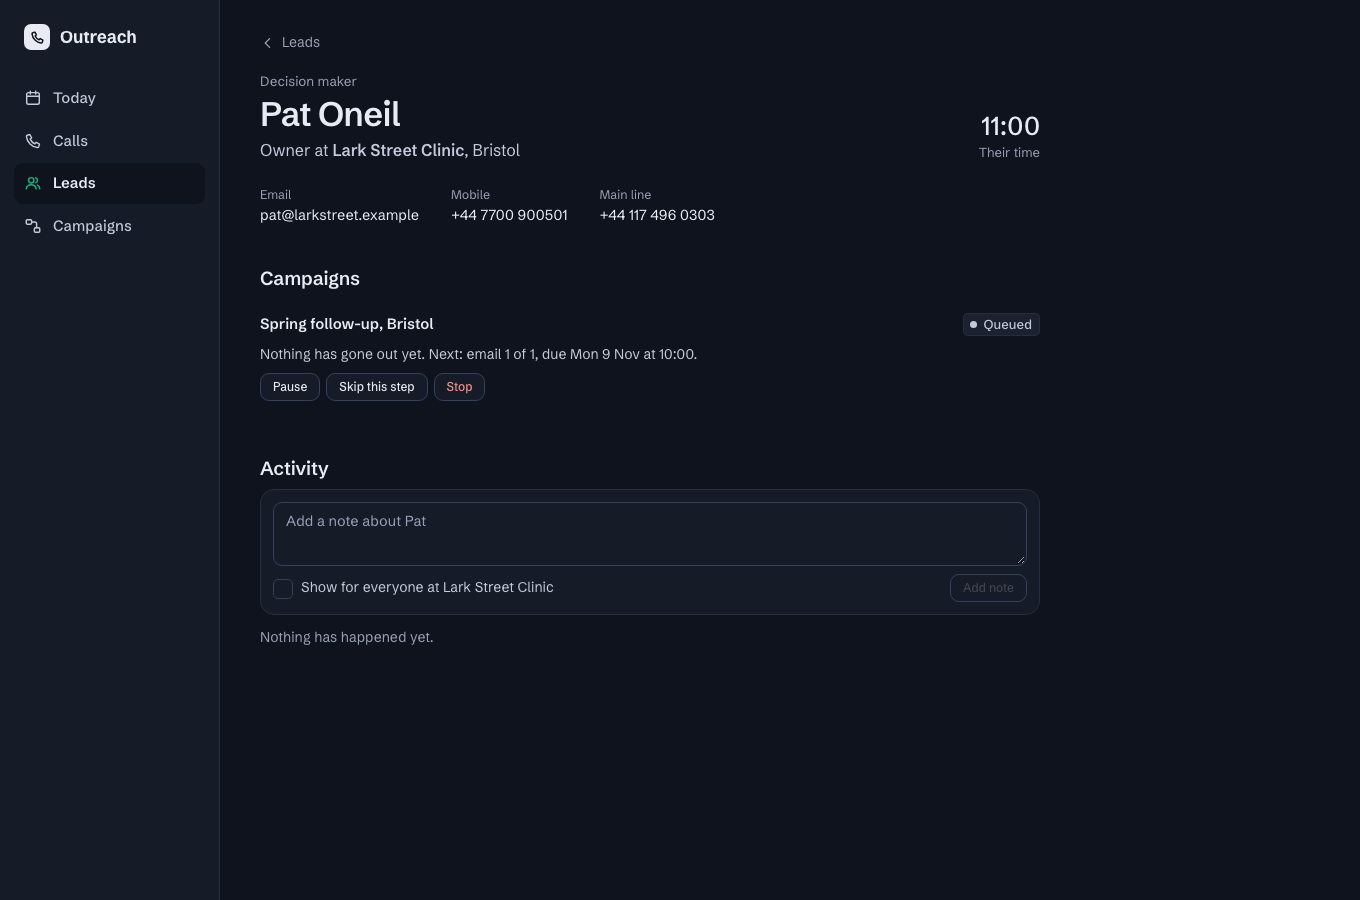 Outreach
Today
Calls
Leads
Campaigns
Leads
Decision maker
Pat Oneil
Owner at Lark Street Clinic, Bristol
11:00
Their time
Email
pat@larkstreet.example
Mobile
+44 7700 900501
Main line
+44 117 496 0303
Campaigns
Spring follow-up, Bristol
Queued
Nothing has gone out yet. Next: email 1 of 1, due Mon 9 Nov at 10:00.
Pause
Skip this step
Stop
Activity
Add a note about Pat
Show for everyone at Lark Street Clinic
Add note
Nothing has happened yet.